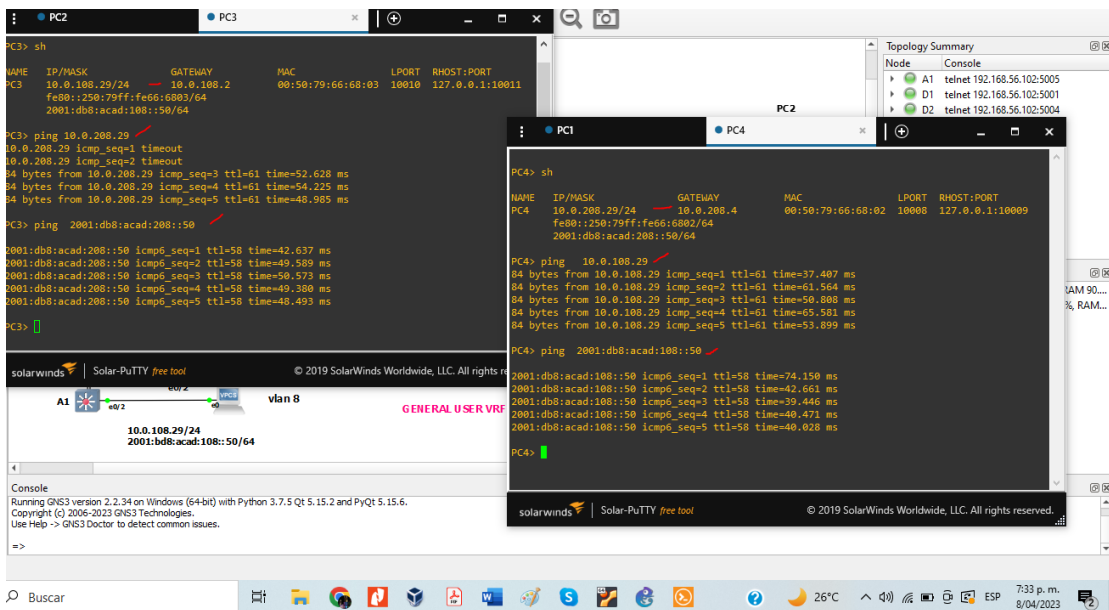 PC2
PC3
PC3> sh
NAME IP/MASK GATEWAY MAC LPORT RHOST:PORT
PC3 10.0.108.29/24 10.0.108.2 00:50:79:66:68:03 10010 127.0.0.1:10011
fe80::250:79ff:fe66:6803/64
2001:db8:acad:108::50/64
PC3> ping 10.0.208.29
10.0.208.29 icmp_seq=1 timeout
10.0.208.29 icmp_seq=2 timeout
84 bytes from 10.0.208.29 icmp_seq=3 ttl=61 time=52.628 ms
84 bytes from 10.0.208.29 icmp_seq=4 ttl=61 time=54.225 ms
84 bytes from 10.0.208.29 icmp_seq=5 ttl=61 time=48.985 ms
PC3> ping 2001:db8:acad:208::50
2001:db8:acad:208::50 icmp6_seq=1 ttl=58 time=42.637 ms
2001:db8:acad:208::50 icmp6_seq=2 ttl=58 time=49.589 ms
2001:db8:acad:208::50 icmp6_seq=3 ttl=58 time=50.573 ms
2001:db8:acad:208::50 icmp6_seq=4 ttl=58 time=49.380 ms
2001:db8:acad:208::50 icmp6_seq=5 ttl=58 time=48.493 ms
PC3>
solarwinds Solar-PuTTY free tool © 2019 SolarWinds Worldwide, LLC. All rights re
PC2
Topology Summary
Node Console
A1 telnet 192.168.56.102:5005
D1 telnet 192.168.56.102:5001
D2 telnet 192.168.56.102:5004
PC1
PC4
PC4> sh
NAME IP/MASK GATEWAY MAC LPORT RHOST:PORT
PC4 10.0.208.29/24 10.0.208.4 00:50:79:66:68:02 10008 127.0.0.1:10009
fe80::250:79ff:fe66:6802/64
2001:db8:acad:208::50/64
PC4> ping 10.0.108.29
84 bytes from 10.0.108.29 icmp_seq=1 ttl=61 time=37.407 ms
84 bytes from 10.0.108.29 icmp_seq=2 ttl=61 time=61.564 ms
84 bytes from 10.0.108.29 icmp_seq=3 ttl=61 time=50.808 ms
84 bytes from 10.0.108.29 icmp_seq=4 ttl=61 time=65.581 ms
84 bytes from 10.0.108.29 icmp_seq=5 ttl=61 time=53.899 ms
PC4> ping 2001:db8:acad:108::50
2001:db8:acad:108::50 icmp6_seq=1 ttl=58 time=74.150 ms
2001:db8:acad:108::50 icmp6_seq=2 ttl=58 time=42.661 ms
2001:db8:acad:108::50 icmp6_seq=3 ttl=58 time=39.446 ms
2001:db8:acad:108::50 icmp6_seq=4 ttl=58 time=40.471 ms
2001:db8:acad:108::50 icmp6_seq=5 ttl=58 time=40.028 ms
PC4>
solarwinds Solar-PuTTY free tool © 2019 SolarWinds Worldwide, LLC. All rights reserved.
RAM 90....
%, RAM...
e0/2
A1 e0/2 VPCS e0 vlan 8
GENERAL USER VRF
10.0.108.29/24
2001:bd8:acad:108::50/64
Console
Running GNS3 version 2.2.34 on Windows (64-bit) with Python 3.7.5 Qt 5.15.2 and PyQt 5.15.6.
Copyright (c) 2006-2023 GNS3 Technologies.
Use Help -> GNS3 Doctor to detect common issues.
=>
Buscar
26°C
ESP
7:33 p. m.
8/04/2023
2